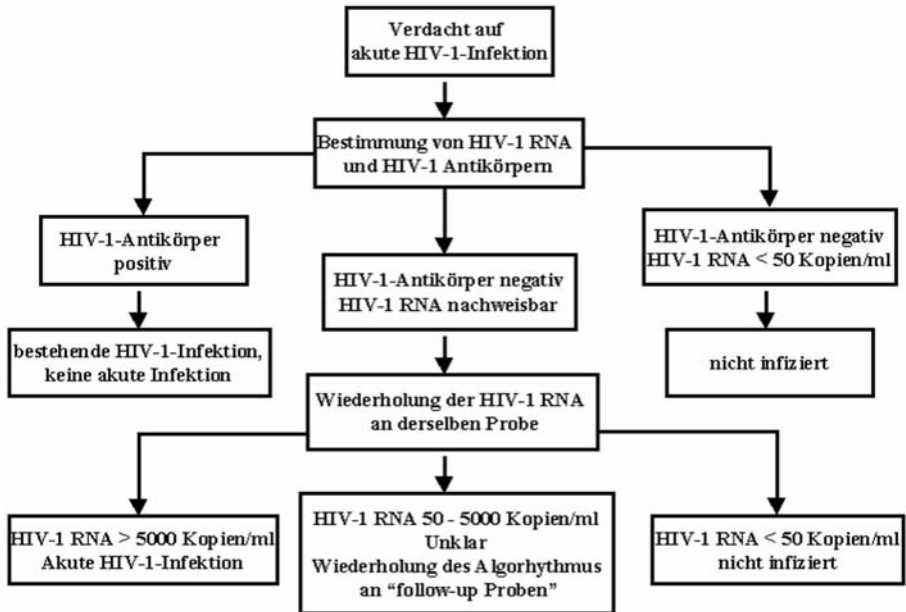 Verdacht auf
akute HIV-1-Infektion
Bestimmung von HIV-1 RNA
und HIV-1 Antikörpern
HIV-1-Antikörper
positiv
HIV-1-Antikörper negativ
HIV-1 RNA nachweisbar
HIV-1-Antikörper negativ
HIV-1 RNA < 50 Kopien/ml
bestehende HIV-1-Infektion,
keine akute Infektion
nicht infiziert
Wiederholung der HIV-1 RNA
an derselben Probe
HIV-1 RNA > 5000 Kopien/ml
Akute HIV-1-Infektion
HIV-1 RNA 50 - 5000 Kopien/ml
Unklar
Wiederholung des Algorhythmus
an “follow-up Proben”
HIV-1 RNA < 50 Kopien/ml
nicht infiziert